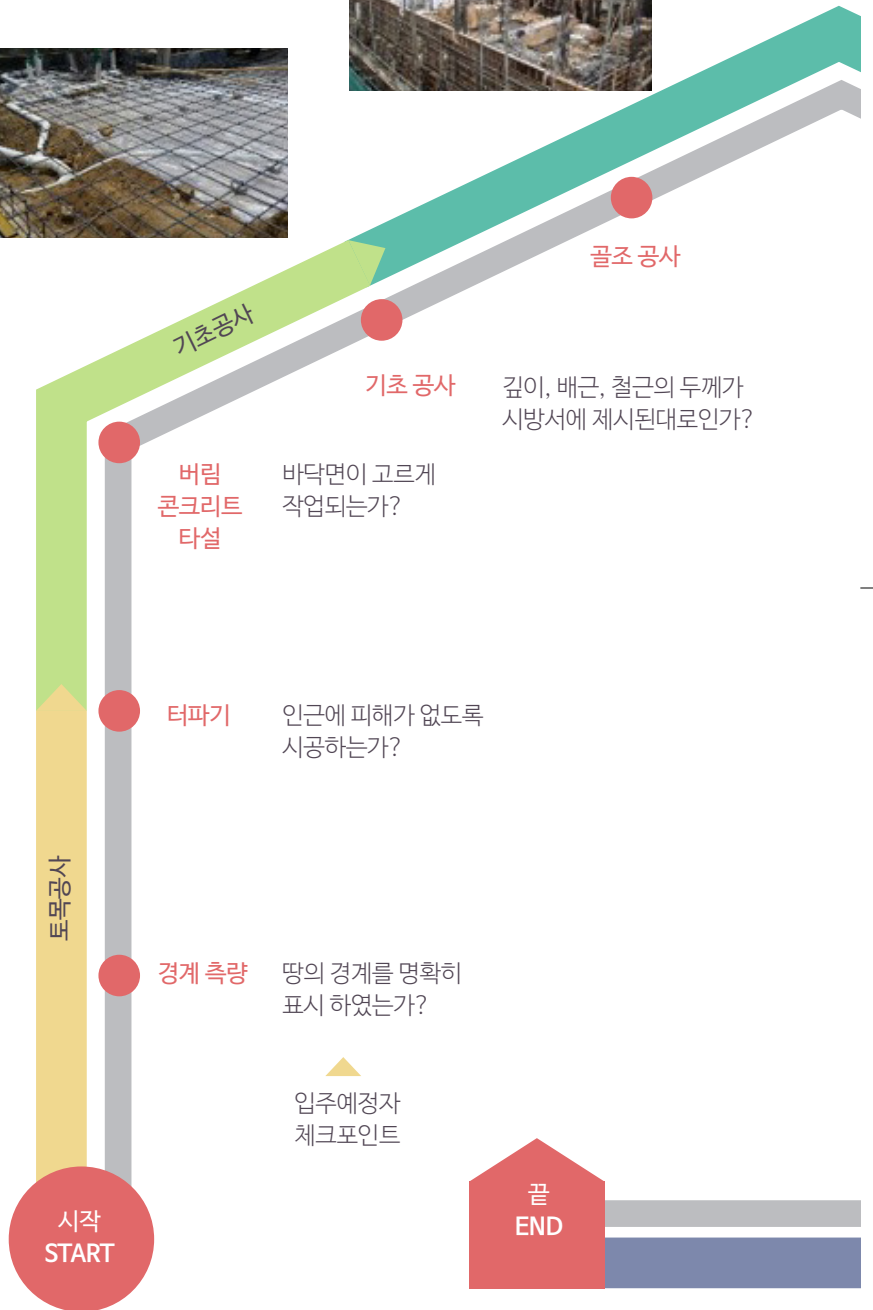 골조 공사
기초공사
기초 공사
깊이, 배근, 철근의 두께가
시방서에 제시된대로인가?
버림
콘크리트
타설
바닥면이 고르게
작업되는가?
터파기
인근에 피해가 없도록
시공하는가?
토목공사
경계 측량
땅의 경계를 명확히
표시 하였는가?
입주예정자
체크포인트
시작
START
끝
END